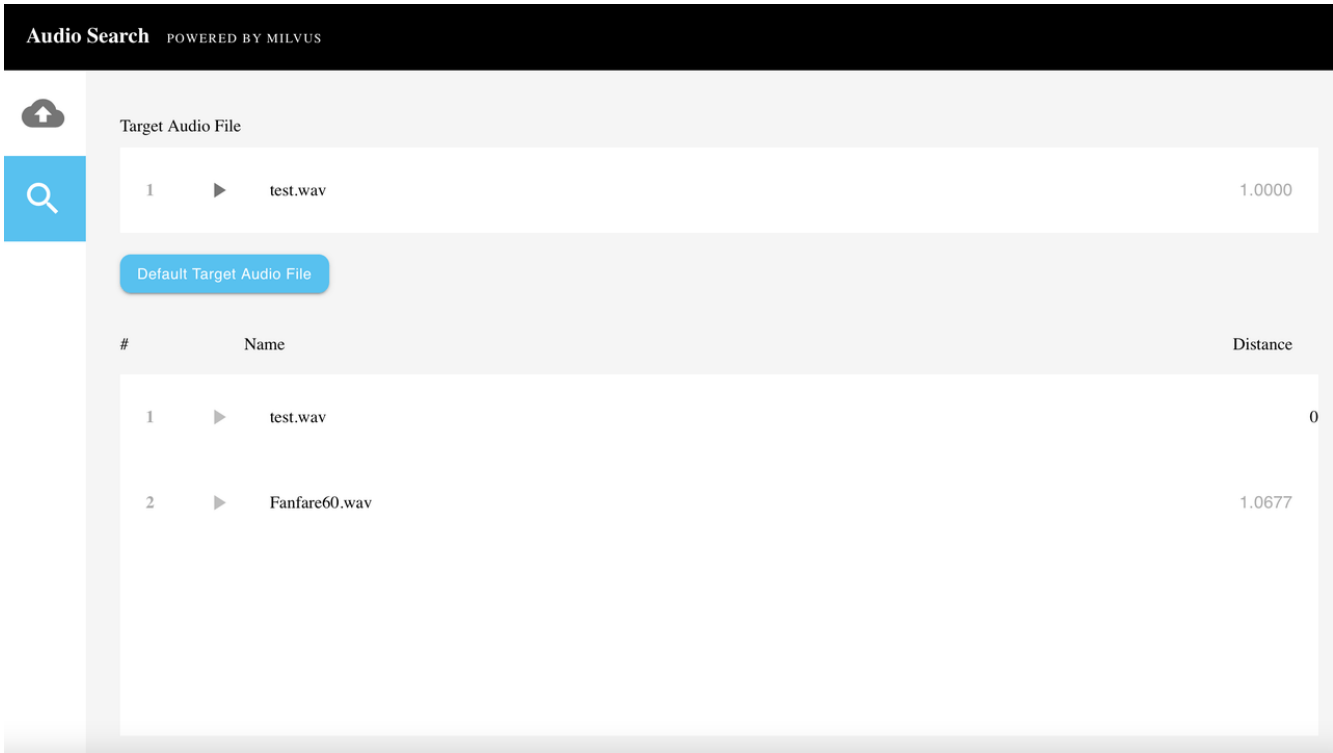 Audio Search POWERED BY MILVUS
Target Audio File
1 test.wav 1.0000
Default Target Audio File
# Name Distance
1 test.wav 0
2 Fanfare60.wav 1.0677